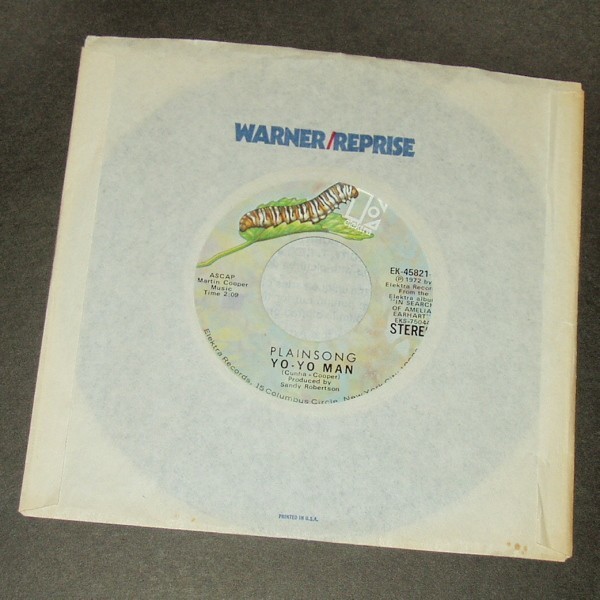 WARNER/REPRISE
ASCAP
Martin Cooper
Music
Time 2:09
EK-45821-
(P) 1972 by
Elektra Recor
From the
Elektra albu
"IN SEARC
OF AMELIA
EARHART"
EKS-7504
STERE
PLAINSONG
YO-YO MAN
(Cunha - Cooper)
Produced by
Sandy Robertson
Elektra Records, 15 Columbus Circle, New York
PRINTED IN U.S.A.